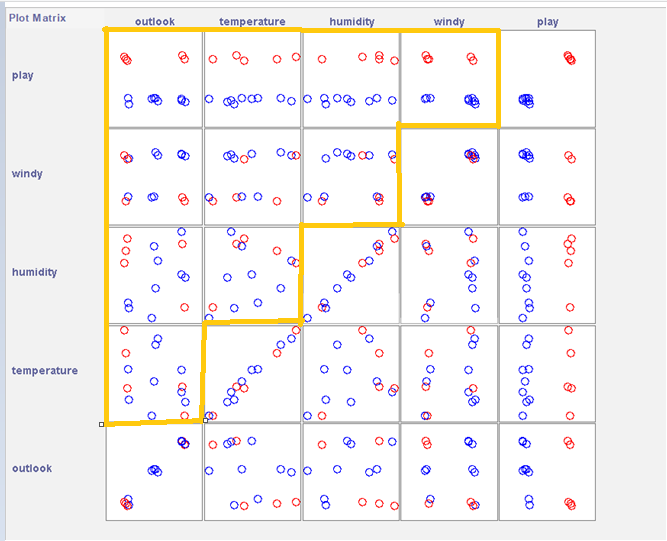 Plot Matrix
outlook temperature humidity windy play
play
windy
humidity
temperature
outlook